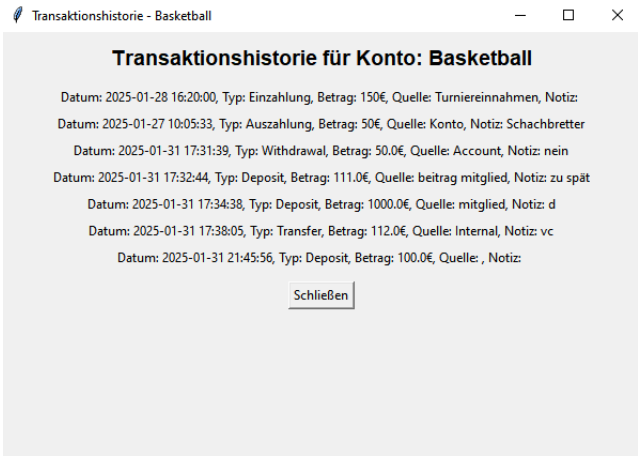 Transaktionshistorie - Basketball
Transaktionshistorie für Konto: Basketball
Datum: 2025-01-28 16:20:00, Typ: Einzahlung, Betrag: 150€, Quelle: Turniereinnahmen, Notiz:
Datum: 2025-01-27 10:05:33, Typ: Auszahlung, Betrag: 50€, Quelle: Konto, Notiz: Schachbretter
Datum: 2025-01-31 17:31:39, Typ: Withdrawal, Betrag: 50.0€, Quelle: Account, Notiz: nein
Datum: 2025-01-31 17:32:44, Typ: Deposit, Betrag: 111.0€, Quelle: beitrag mitglied, Notiz: zu spät
Datum: 2025-01-31 17:34:38, Typ: Deposit, Betrag: 1000.0€, Quelle: mitglied, Notiz: d
Datum: 2025-01-31 17:38:05, Typ: Transfer, Betrag: 112.0€, Quelle: Internal, Notiz: vc
Datum: 2025-01-31 21:45:56, Typ: Deposit, Betrag: 100.0€, Quelle: , Notiz:
Schließen